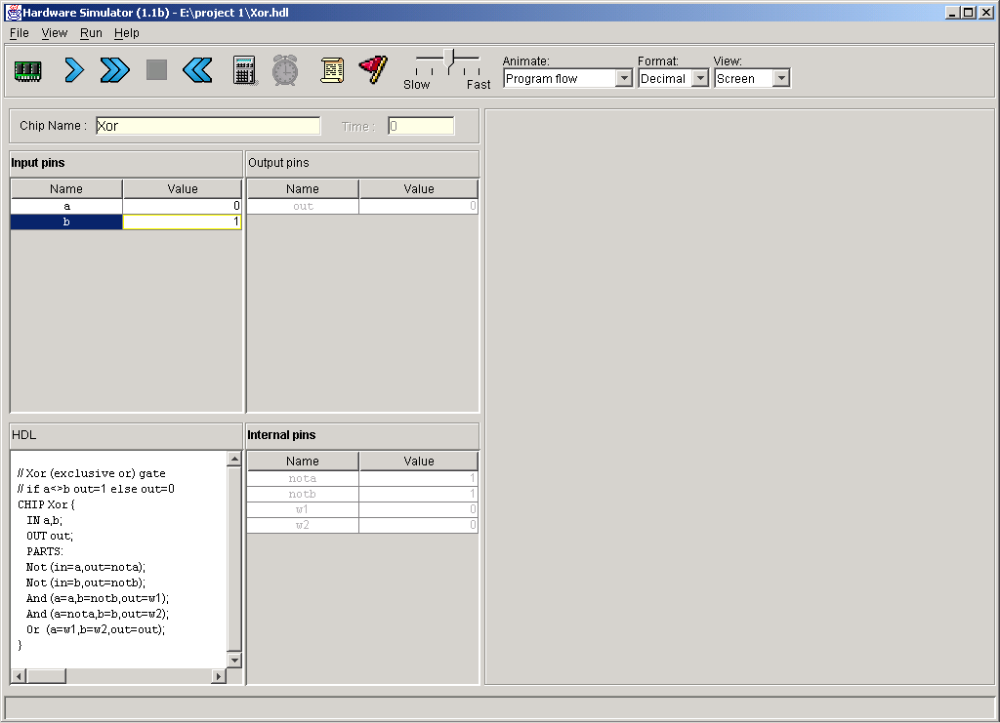 Hardware Simulator (1.1b) - E:\project 1\Xor.hdl
File View Run Help
Slow Fast
Animate: Format: View:
Program flow Decimal Screen
Chip Name : Xor Time : 0
Input pins
Name Value
a 0
b 1
Output pins
Name Value
out 0
HDL
// Xor (exclusive or) gate
// if a<>b out=1 else out=0
CHIP Xor {
IN a,b;
OUT out;
PARTS:
Not (in=a,out=nota);
Not (in=b,out=notb);
And (a=a,b=notb,out=w1);
And (a=nota,b=b,out=w2);
Or (a=w1,b=w2,out=out);
}
Internal pins
Name Value
nota 1
notb 1
w1 0
w2 0